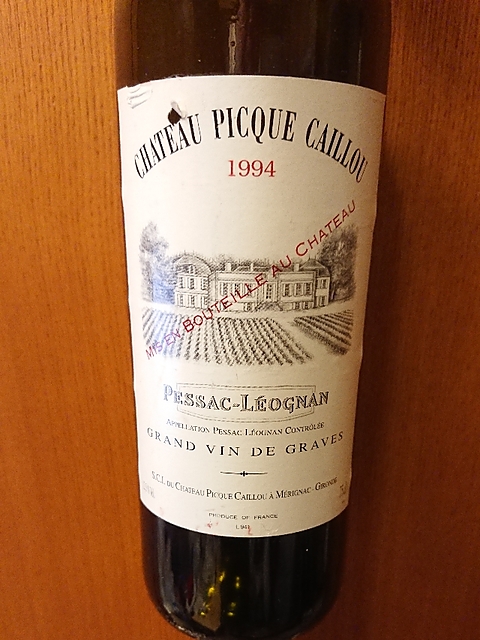 CHATEAU PICQUE CAILLOU
1994
MIS EN BOUTEILLE AU CHATEAU
PESSAC-LÉOGNAN
APPELLATION PESSAC LÉOGNAN CONTRÔLÉE
GRAND VIN DE GRAVES
S.C.I. DU CHATEAU PICQUE CAILLOU À MÉRIGNAC - GIRONDE
PRODUCE OF FRANCE